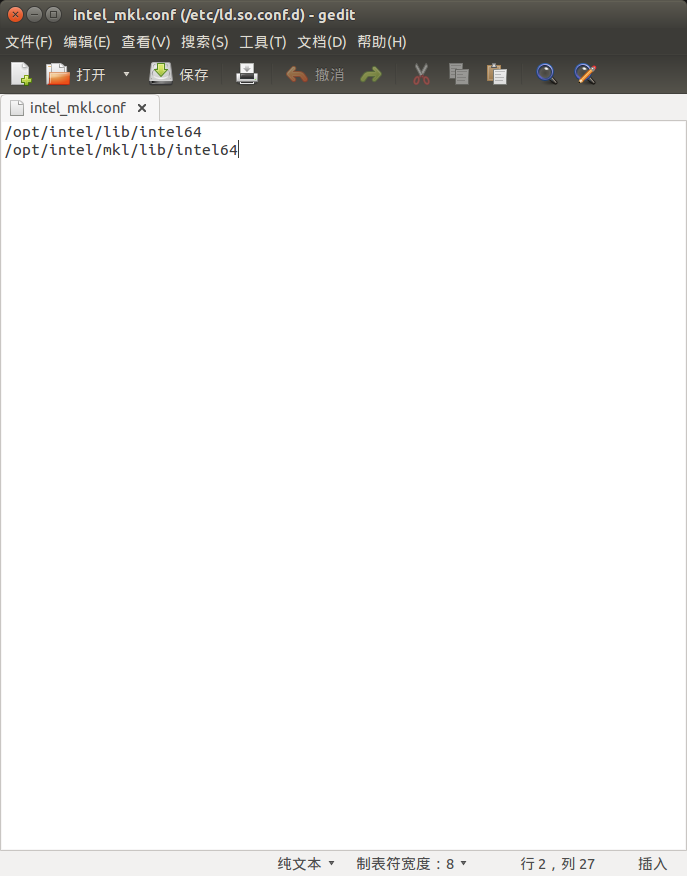 intel_mkl.conf (/etc/ld.so.conf.d) - gedit
文件(F) 编辑(E) 查看(V) 搜索(S) 工具(T) 文档(D) 帮助(H)
打开 保存 撤消
intel_mkl.conf
/opt/intel/lib/intel64
/opt/intel/mkl/lib/intel64
纯文本 制表符宽度：8 行 2，列 27 插入